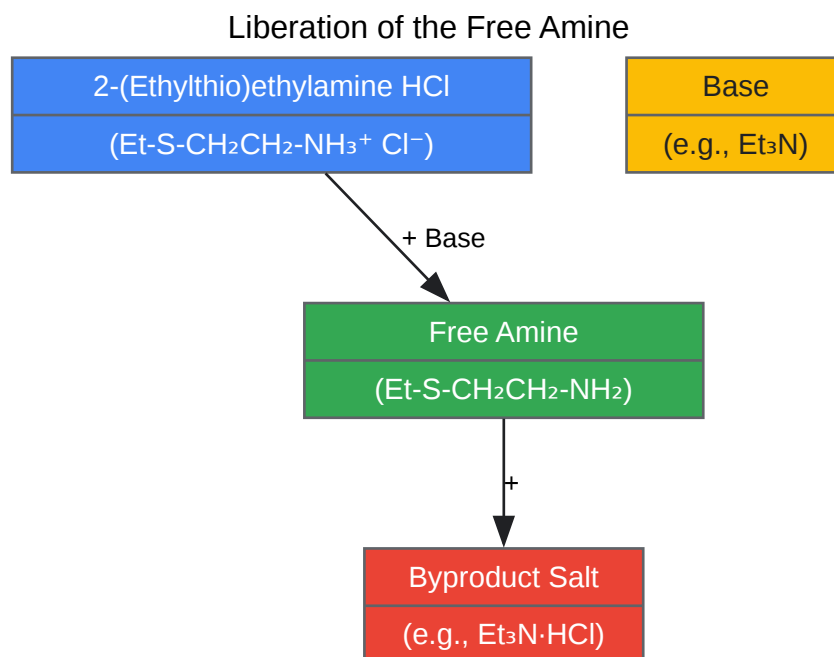 Liberation of the Free Amine
2-(Ethylthio)ethylamine HCl
(Et-S-CH₂CH₂-NH₃⁺ Cl⁻)
Base
(e.g., Et₃N)
+ Base
Free Amine
(Et-S-CH₂CH₂-NH₂)
+
Byproduct Salt
(e.g., Et₃N·HCl)